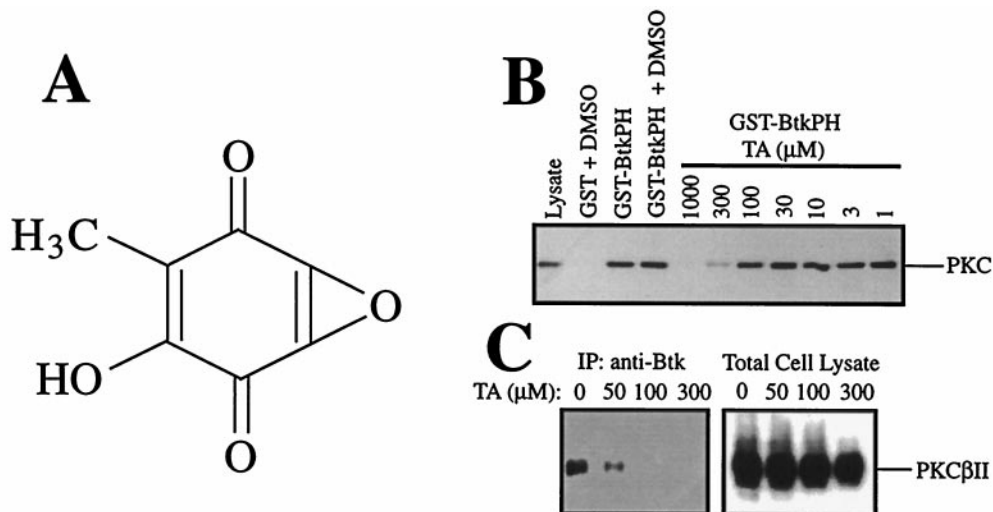 A
O
H₃C
O
HO
O
B
Lysate
GST + DMSO
GST-BtkPH
GST-BtkPH + DMSO
GST-BtkPH
TA (μM)
1000
300
100
30
10
3
1
PKC
C
IP: anti-Btk Total Cell Lysate
TA (μM): 0 50 100 300 0 50 100 300
PKCβII